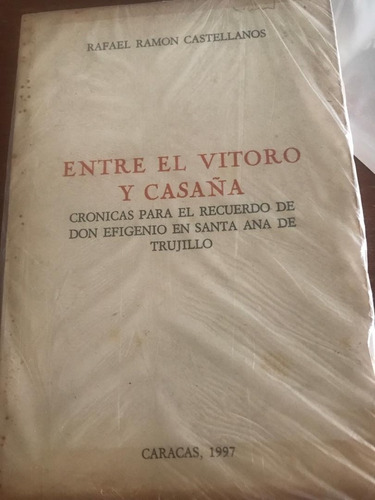 RAFAEL RAMON CASTELLANOS
ENTRE EL VITORO
Y CASAÑA
CRONICAS PARA EL RECUERDO DE
DON EFIGENIO EN SANTA ANA DE
TRUJILLO
CARACAS, 1997